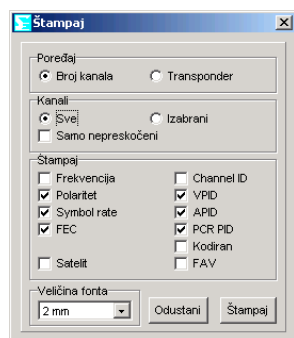 Štampaj
Poređaj
Broj kanala Transponder
Kanali
Sve Izabrani
Samo nepreskočeni
Štampaj
Frekvencija Channel ID
Polaritet VPID
Symbol rate APID
FEC PCR PID
Kodiran
Satelit FAV
Veličina fonta
2 mm Odustani Štampaj